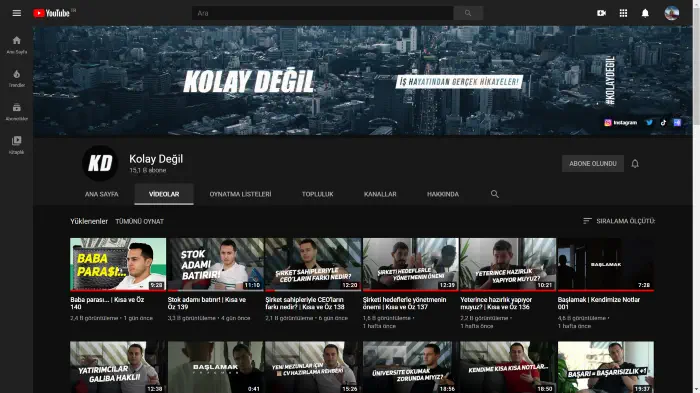 YouTube TR
Ara
Ana Sayfa
Trendler
Abonelikler
Kitaplık
KOLAY DEĞİL
İŞ HAYATINDAN GERÇEK HİKAYELER!
#KOLAYDEGIL
Instagram
KD
Kolay Değil
15,1 B abone
ABONE OLUNDU
ANA SAYFA
VİDEOLAR
OYNATMA LİSTELERİ
TOPLULUK
KANALLAR
HAKKINDA
Yüklenenler
TÜMÜNÜ OYNAT
SIRALAMA ÖLÇÜTÜ:
BABA PARASI...
9:28
STOK ADAMI BATIRIR!
11:10
ŞİRKET SAHİPLERİYLE CEO'LARIN FARKI NEDİR?
12:20
ŞİRKETİ HEDEFLERLE YÖNETMENİN ÖNEMİ
12:39
YETERİNCE HAZIRLIK YAPIYOR MUYUZ?
10:21
BAŞLAMAK
7:28
Baba parası... | Kısa ve Öz 140
2,4 B görüntüleme • 1 gün önce
Stok adamı batırır! | Kısa ve Öz 139
3,3 B görüntüleme • 4 gün önce
Şirket sahipleriyle CEO'ların farkı nedir? | Kısa ve Öz 138
2,1 B görüntüleme • 6 gün önce
Şirketi hedeflerle yönetmenin önemi | Kısa ve Öz 137
1,6 B görüntüleme • 1 hafta önce
Yeterince hazırlık yapıyor muyuz? | Kısa ve Öz 136
2,2 B görüntüleme • 1 hafta önce
Başlamak | Kendimize Notlar 001
1 B görüntüleme • 1 hafta önce
YATIRIMCILAR GALİBA HAKLI!
12:38
BAŞLAMAK
FRAGMAN
0:41
YENİ MEZUNLAR İÇİN CV HAZIRLAMA REHBERİ
15:26
ÜNİVERSİTE OKUMAK ZORUNDA MIYIZ?
18:56
KENDİME KISA KISA NOTLAR...
18:50
BAŞARI = BAŞARISIZLIK +1
19:37